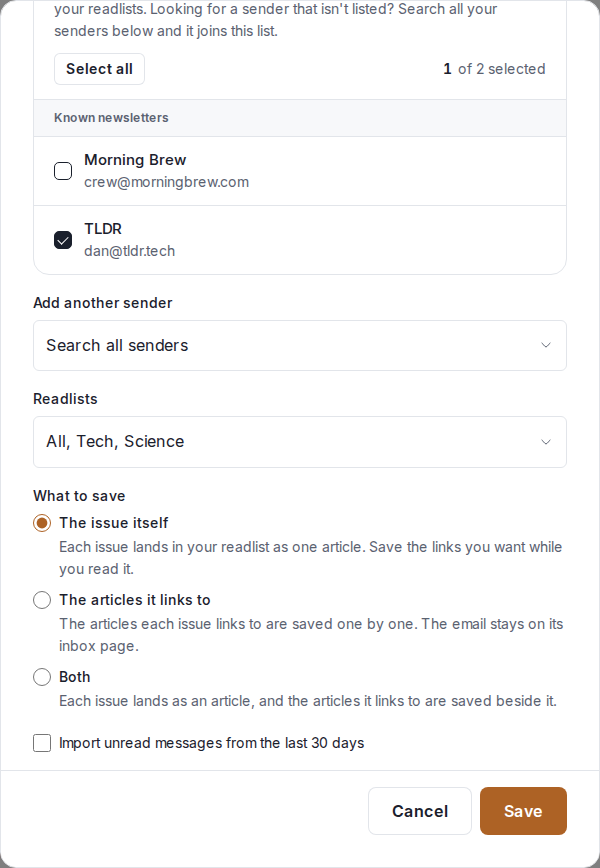 your readlists. Looking for a sender that isn't listed? Search all your
senders below and it joins this list.
Select all
1 of 2 selected
Known newsletters
Morning Brew
crew@morningbrew.com
TLDR
dan@tldr.tech
Add another sender
Search all senders
Readlists
All, Tech, Science
What to save
The issue itself
Each issue lands in your readlist as one article. Save the links you want while
you read it.
The articles it links to
The articles each issue links to are saved one by one. The email stays on its
inbox page.
Both
Each issue lands as an article, and the articles it links to are saved beside it.
Import unread messages from the last 30 days
Cancel
Save